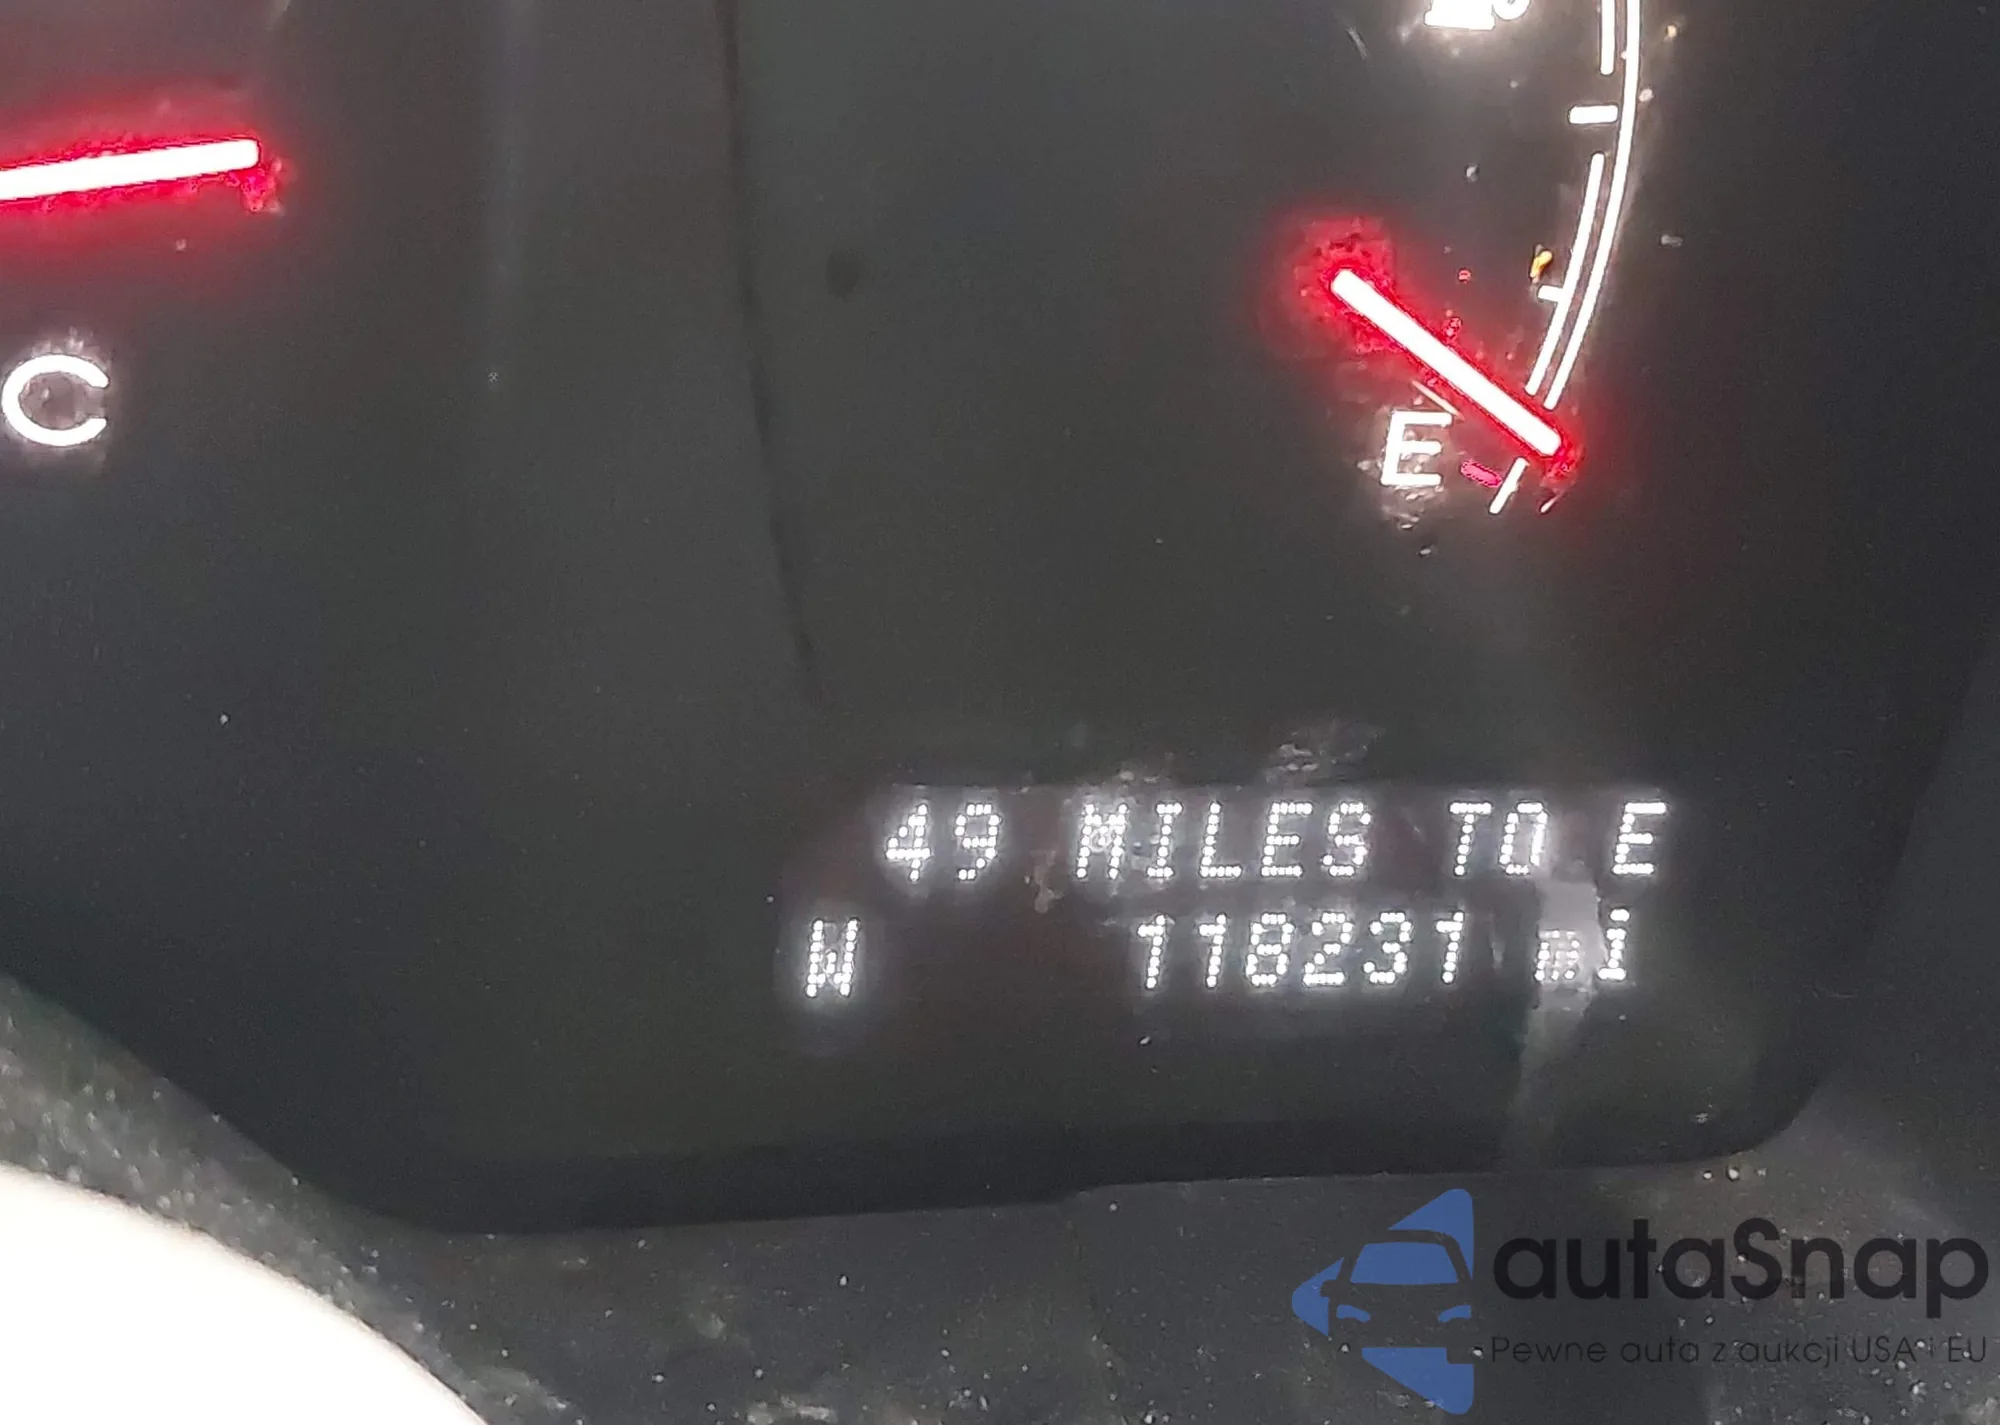 C
E
49 MILES TO E
W 118231 mi
autaSnap
Pewne auta z aukcji USA i EU